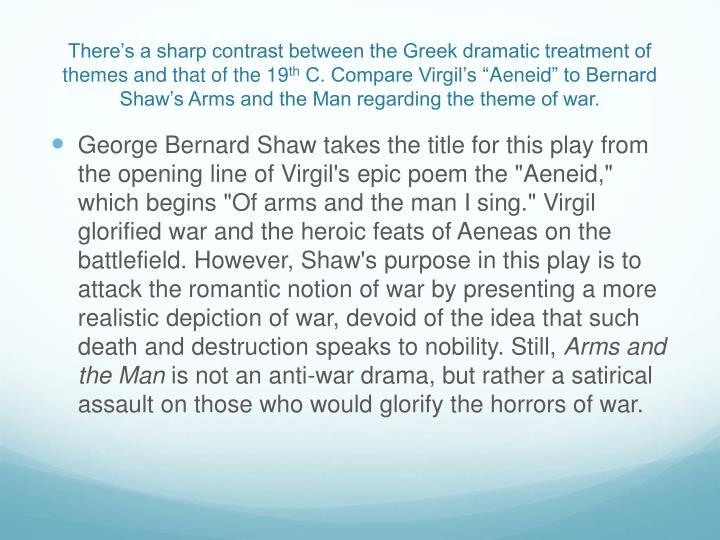 There’s a sharp contrast between the Greek dramatic treatment of
themes and that of the 19th C. Compare Virgil’s “Aeneid” to Bernard
Shaw’s Arms and the Man regarding the theme of war.
George Bernard Shaw takes the title for this play from
the opening line of Virgil's epic poem the "Aeneid,"
which begins "Of arms and the man I sing." Virgil
glorified war and the heroic feats of Aeneas on the
battlefield. However, Shaw's purpose in this play is to
attack the romantic notion of war by presenting a more
realistic depiction of war, devoid of the idea that such
death and destruction speaks to nobility. Still, Arms and
the Man is not an anti-war drama, but rather a satirical
assault on those who would glorify the horrors of war.